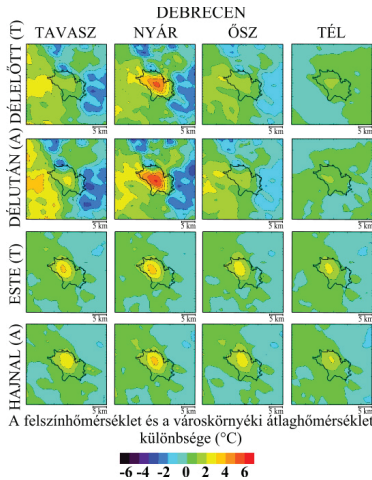 DEBRECEN
TAVASZ NYÁR ŐSZ TÉL
DÉLELŐTT (T)
5 km 5 km 5 km 5 km
DÉLUTÁN (A)
5 km 5 km 5 km 5 km
ESTE (T)
5 km 5 km 5 km 5 km
HAJNAL (A)
5 km 5 km 5 km 5 km
A felszínhőmérséklet és a városkörnyéki átlaghőmérséklet
különbsége (°C)
-6 -4 -2 0 2 4 6